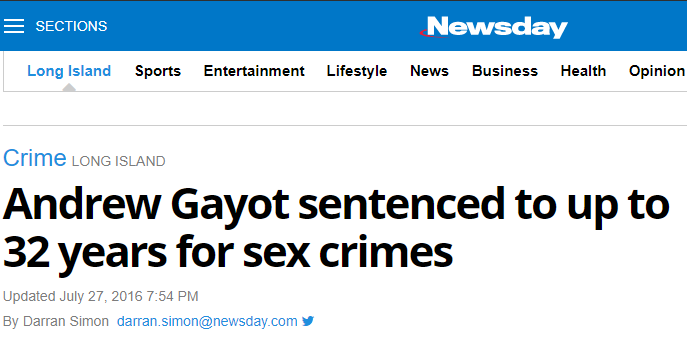 SECTIONS
Newsday
Long Island Sports Entertainment Lifestyle News Business Health Opinion
Crime LONG ISLAND
Andrew Gayot sentenced to up to
32 years for sex crimes
Updated July 27, 2016 7:54 PM
By Darran Simon darran.simon@newsday.com